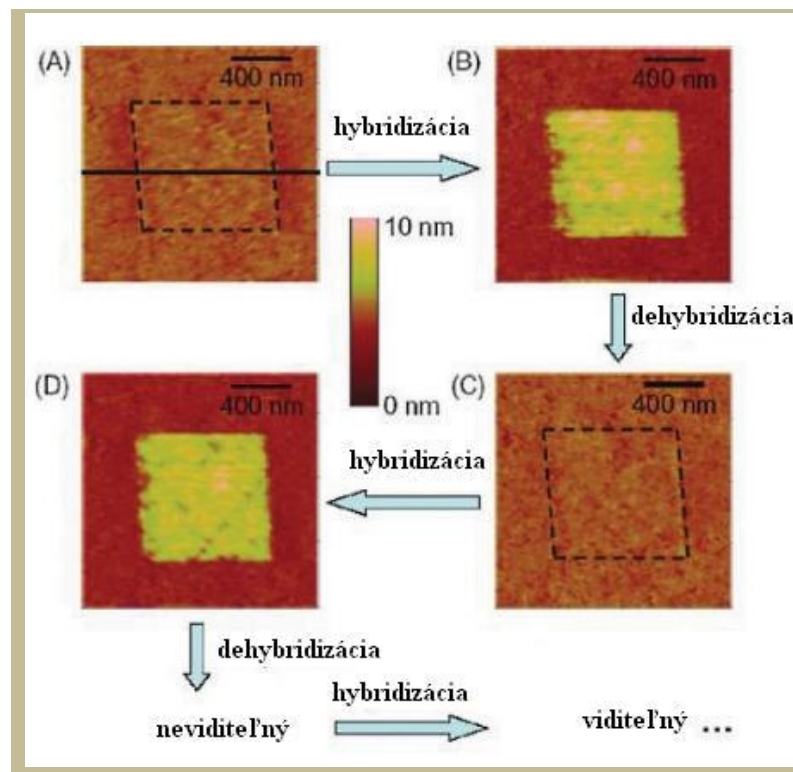 (A)
400 nm
hybridizácia
(B)
400 nm
10 nm
0 nm
dehybridizácia
(D)
400 nm
hybridizácia
(C)
400 nm
dehybridizácia
neviditeľný
hybridizácia
viditeľný ...